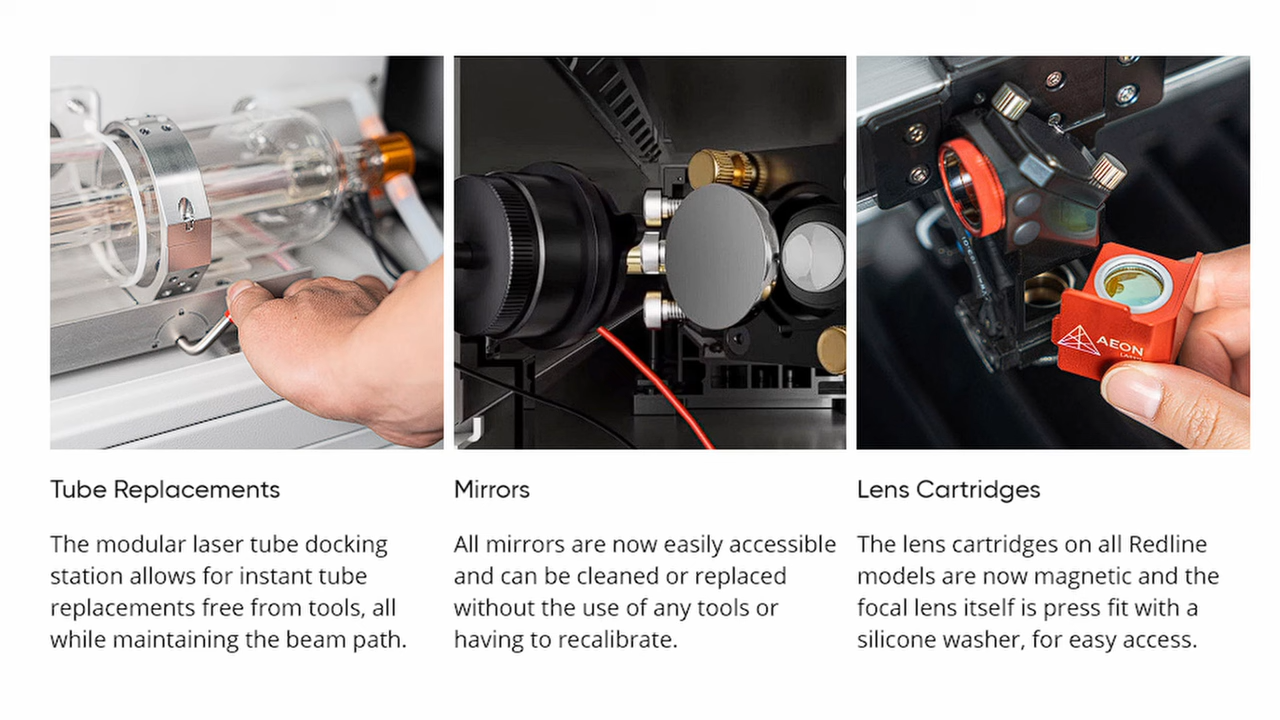 AEON
LASER
Tube Replacements
The modular laser tube docking
station allows for instant tube
replacements free from tools, all
while maintaining the beam path.
Mirrors
All mirrors are now easily accessible
and can be cleaned or replaced
without the use of any tools or
having to recalibrate.
Lens Cartridges
The lens cartridges on all Redline
models are now magnetic and the
focal lens itself is press fit with a
silicone washer, for easy access.